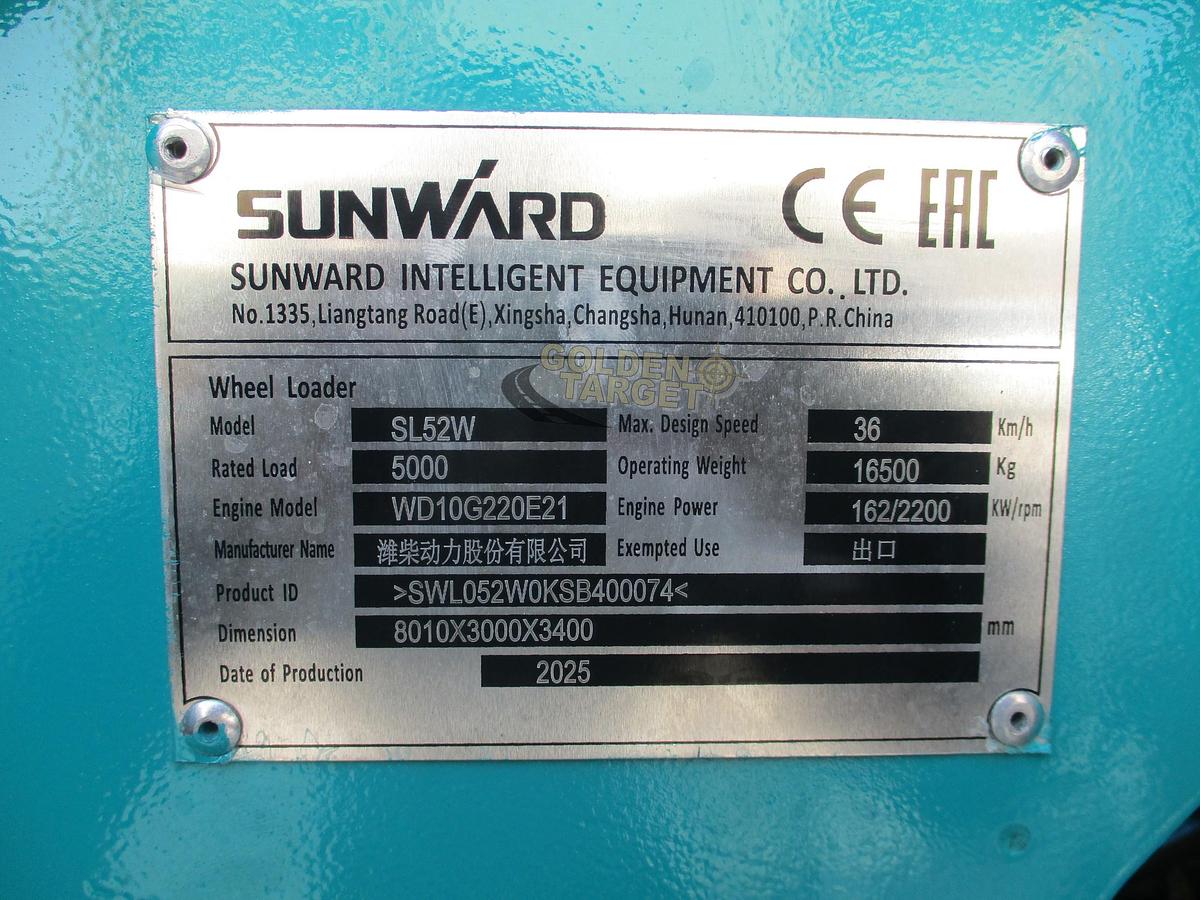 SUNWARD CE EAC
SUNWARD INTELLIGENT EQUIPMENT CO., LTD.
No.1335,Liangtang Road(E),Xingsha,Changsha,Hunan,410100,P.R.China
GOLDEN
TARGET
Wheel Loader
Model SL52W Max. Design Speed 36 Km/h
Rated Load 5000 Operating Weight 16500 Kg
Engine Model WD10G220E21 Engine Power 162/2200 KW/rpm
Manufacturer Name 潍柴动力股份有限公司 Exempted Use 出口
Product ID >SWL052W0KSB400074<
Dimension 8010X3000X3400 mm
Date of Production 2025